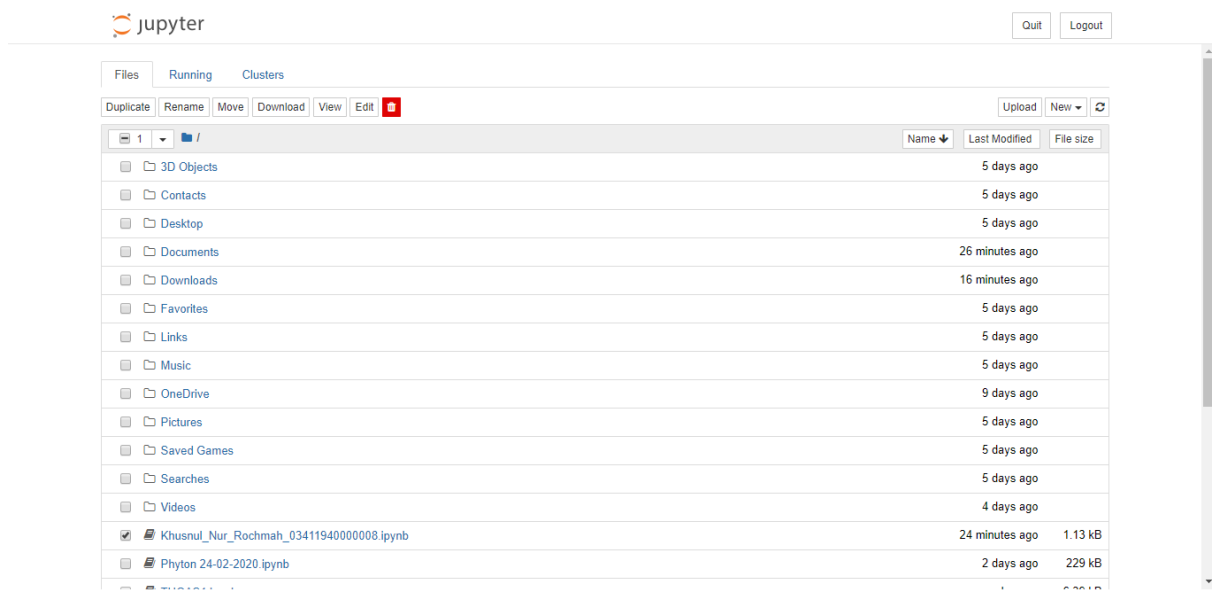 jupyter
Quit Logout
Files Running Clusters
Duplicate Rename Move Download View Edit Upload New
1 / Name Last Modified File size
3D Objects 5 days ago
Contacts 5 days ago
Desktop 5 days ago
Documents 26 minutes ago
Downloads 16 minutes ago
Favorites 5 days ago
Links 5 days ago
Music 5 days ago
OneDrive 9 days ago
Pictures 5 days ago
Saved Games 5 days ago
Searches 5 days ago
Videos 4 days ago
Khusnul_Nur_Rochmah_03411940000008.ipynb 24 minutes ago 1.13 kB
Phyton 24-02-2020.ipynb 2 days ago 229 kB